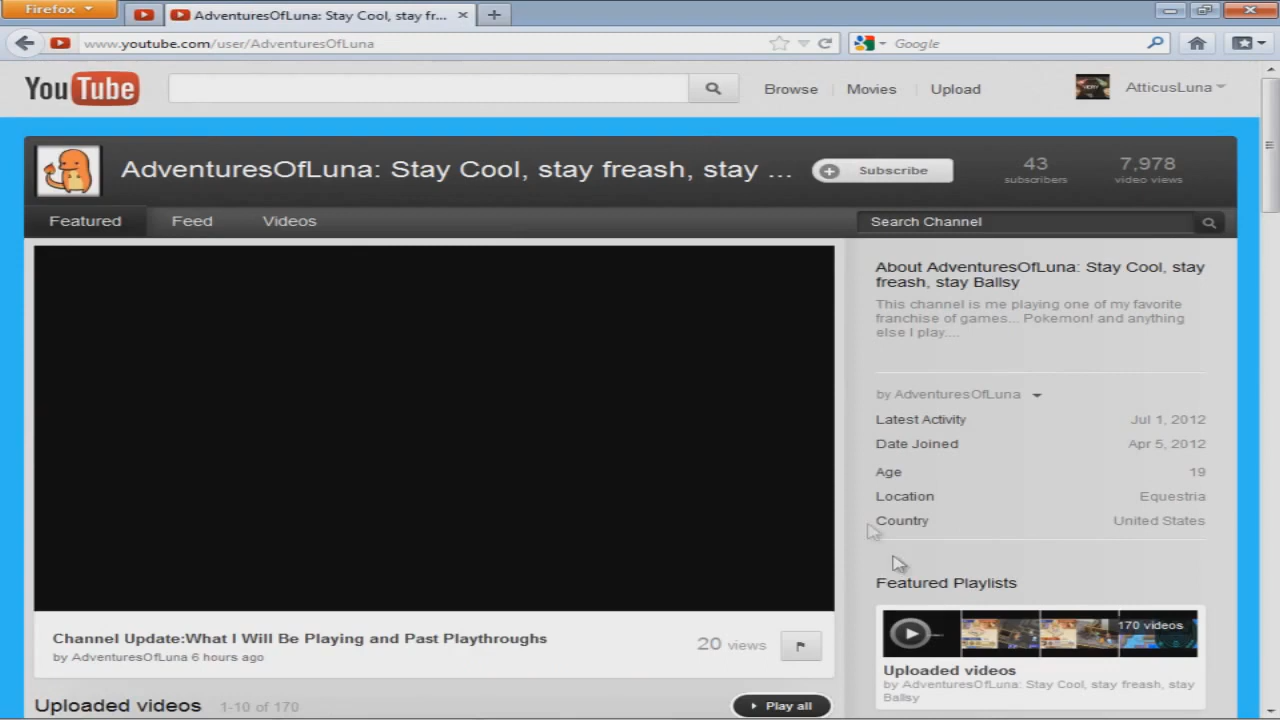 Firefox
AdventuresOfLuna: Stay Cool, stay fr...
www.youtube.com/user/AdventuresOfLuna
Google
YouTube
Browse
Movies
Upload
AtticusLuna
AdventuresOfLuna: Stay Cool, stay freash, stay ...
Subscribe
43
subscribers
7,978
video views
Featured
Feed
Videos
Search Channel
About AdventuresOfLuna: Stay Cool, stay
freash, stay Ballsy
This channel is me playing one of my favorite
franchise of games... Pokemon! and anything
else I play....
by AdventuresOfLuna
Latest Activity Jul 1, 2012
Date Joined Apr 5, 2012
Age 19
Location Equestria
Country United States
Featured Playlists
170 videos
Uploaded videos
by AdventuresOfLuna: Stay Cool, stay freash, stay
Ballsy
Channel Update:What I Will Be Playing and Past Playthroughs
by AdventuresOfLuna 6 hours ago
20 views
Uploaded videos 1-10 of 170
Play all